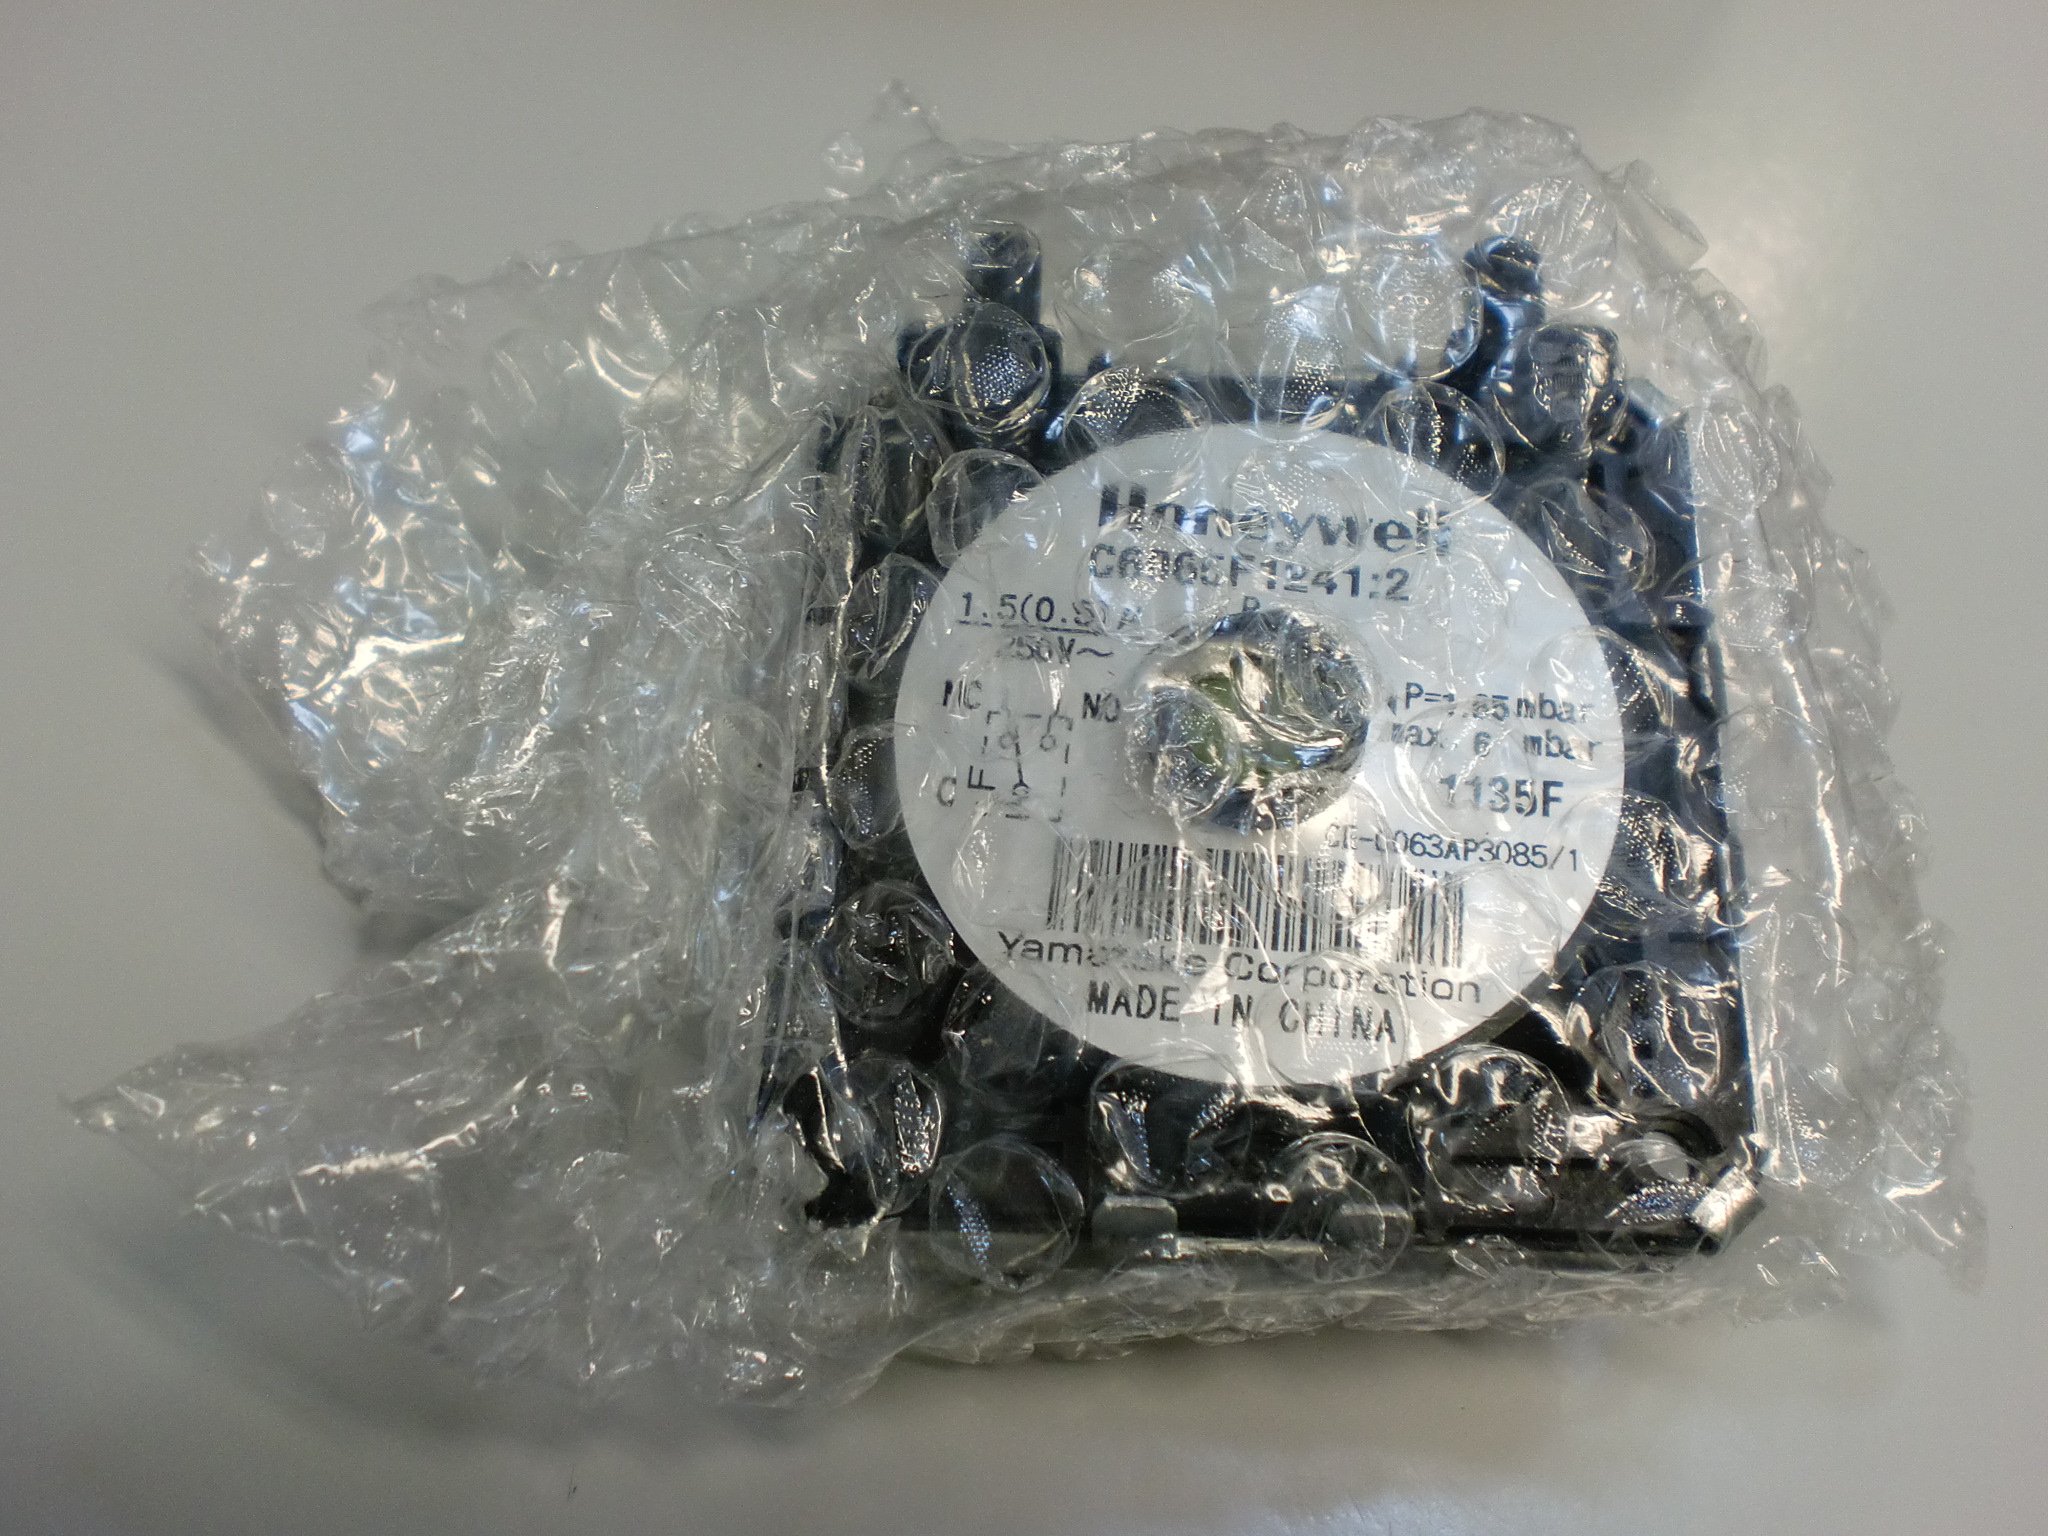 Honeywell
C6065F1241:2
B
1.5(0.5)A
250V~
NC NO
C
P=1.65 mbar
max. 6 mbar
1135F
CE-0063AP3085/1
Yamatake Corporation
MADE IN CHINA